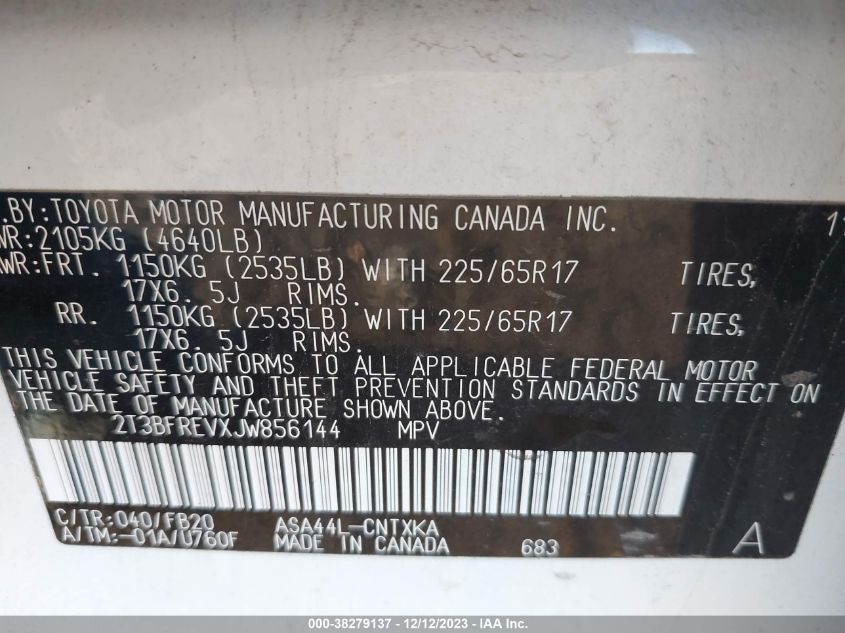 .BY:TOYOTA MOTOR MANUFACTURING CANADA INC. 1
WR:2105KG (4640LB)
WR:FRT. 1150KG (2535LB) WITH 225/65R17 TIRES,
17X6. 5J RIMS.
RR. 1150KG (2535LB) WITH 225/65R17 TIRES,
17X6. 5J RIMS.
THIS VEHICLE CONFORMS TO ALL APPLICABLE FEDERAL MOTOR
VEHICLE SAFETY AND THEFT PREVENTION STANDARDS IN EFFECT ON
THE DATE OF MANUFACTURE SHOWN ABOVE.
2T3BFREVXJW856144 MPV
C/TR:040/FB20 ASA44L-CNTXKA
A/TM:-01A/U760F MADE IN CANADA 683 A
000-38279137 - 12/12/2023 - IAA Inc.